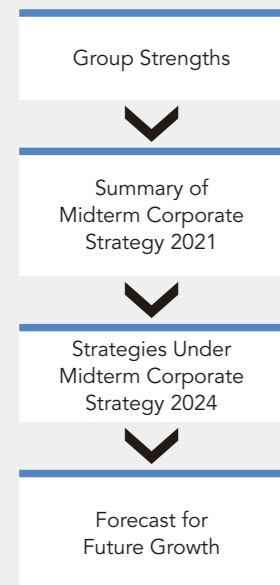 Group Strengths
Summary of
Midterm Corporate
Strategy 2021
Strategies Under
Midterm Corporate
Strategy 2024
Forecast for
Future Growth